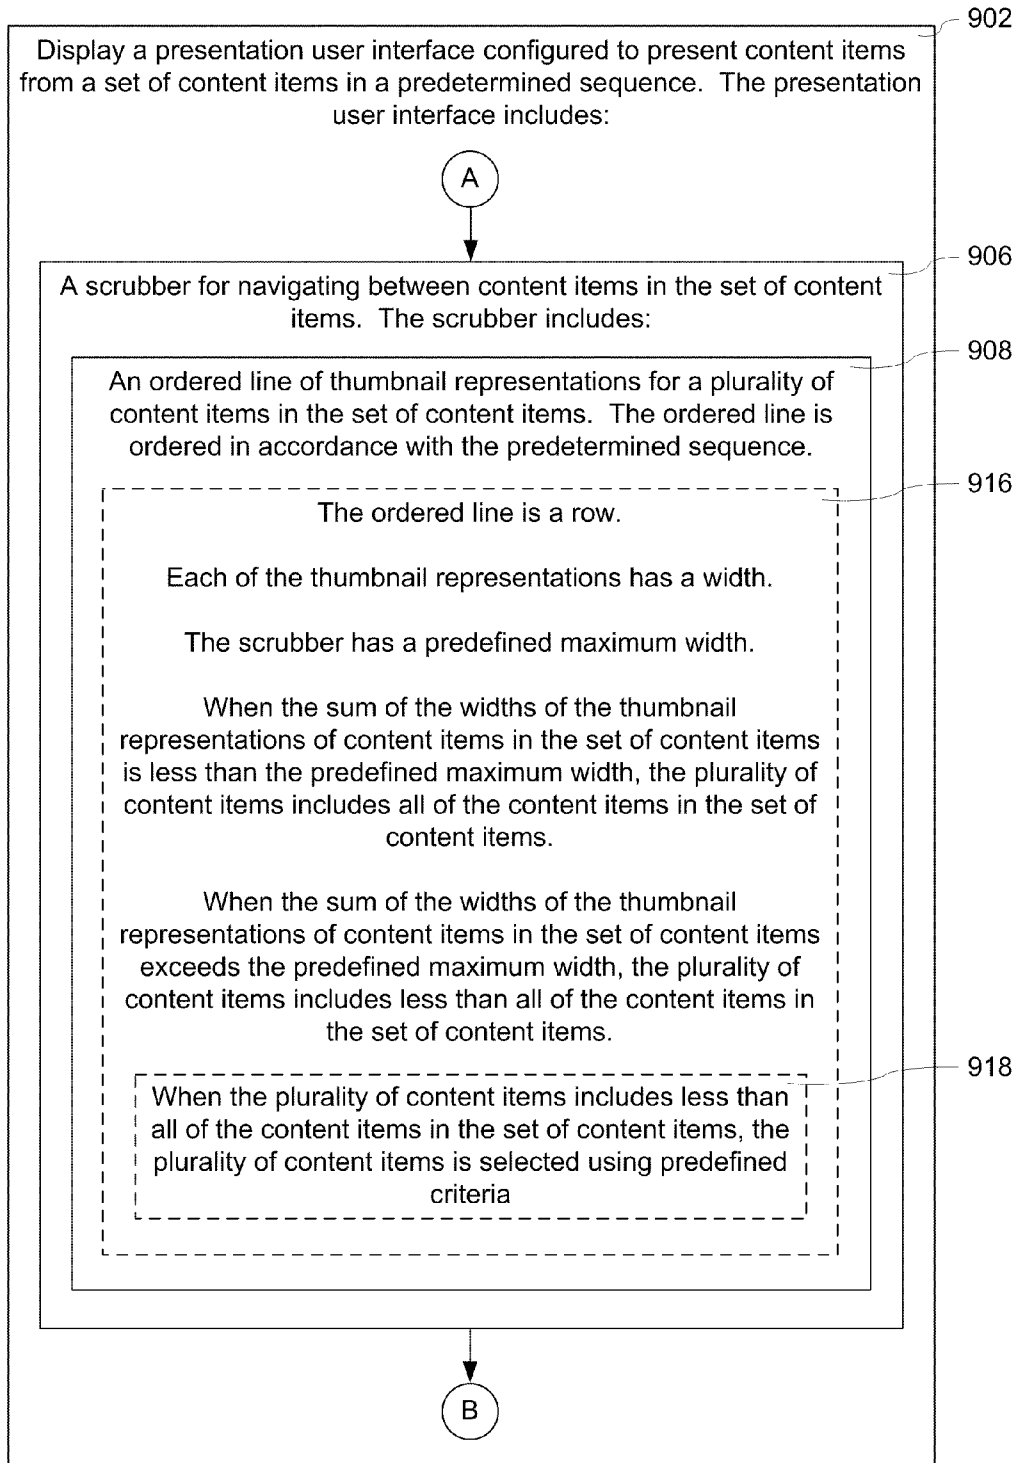 902
Display a presentation user interface configured to present content items
from a set of content items in a predetermined sequence. The presentation
user interface includes:
A
906
A scrubber for navigating between content items in the set of content
items. The scrubber includes:
908
An ordered line of thumbnail representations for a plurality of
content items in the set of content items. The ordered line is
ordered in accordance with the predetermined sequence.
916
The ordered line is a row.
Each of the thumbnail representations has a width.
The scrubber has a predefined maximum width.
When the sum of the widths of the thumbnail
representations of content items in the set of content items
is less than the predefined maximum width, the plurality of
content items includes all of the content items in the set of
content items.
When the sum of the widths of the thumbnail
representations of content items in the set of content items
exceeds the predefined maximum width, the plurality of
content items includes less than all of the content items in
the set of content items.
918
When the plurality of content items includes less than
all of the content items in the set of content items, the
plurality of content items is selected using predefined
criteria
B